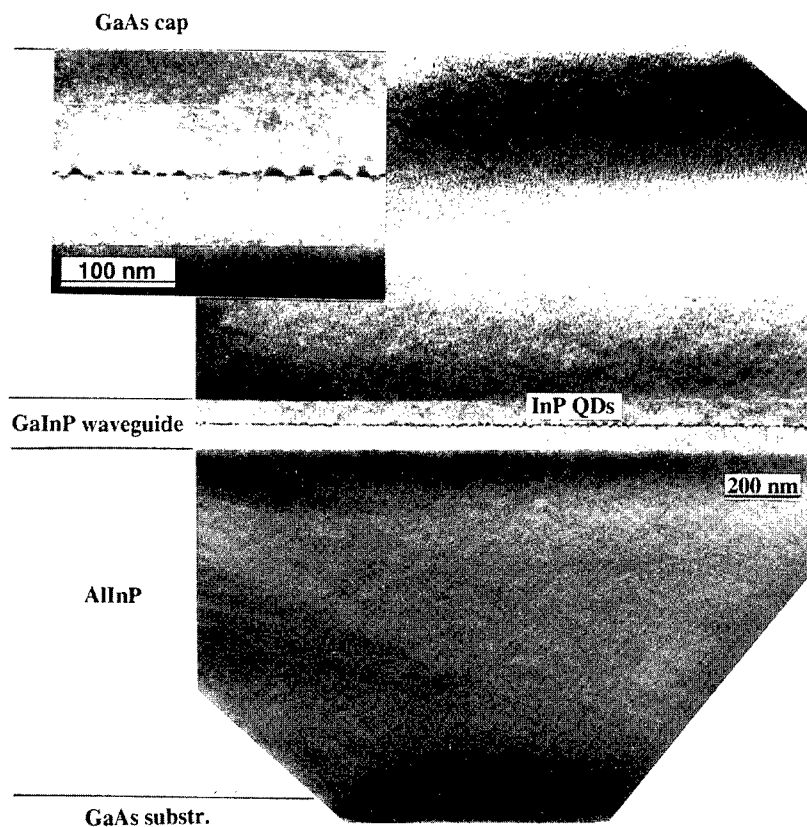 GaAs cap
100 nm
InP QDs
GaInP waveguide
200 nm
AlInP
GaAs substr.